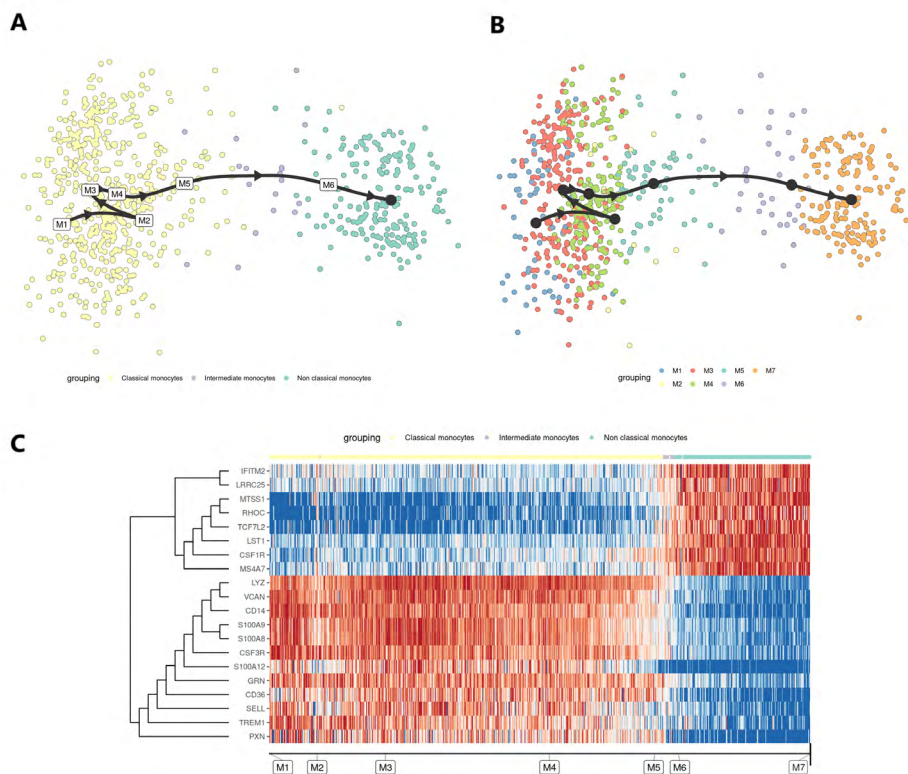 A
B
M3
M4
M5
M6
M1
M2
grouping Classical monocytes Intermediate monocytes Non classical monocytes
grouping M1 M3 M5 M7
M2 M4 M6
C
grouping Classical monocytes Intermediate monocytes Non classical monocytes
IFITM2
LRRC25
MTSS1
RHOC
TCF7L2
LST1
CSF1R
MS4A7
LYZ
VCAN
CD14
S100A9
S100A8
CSF3R
S100A12
GRN
CD36
SELL
TREM1
PXN
M1 M2 M3 M4 M5 M6 M7